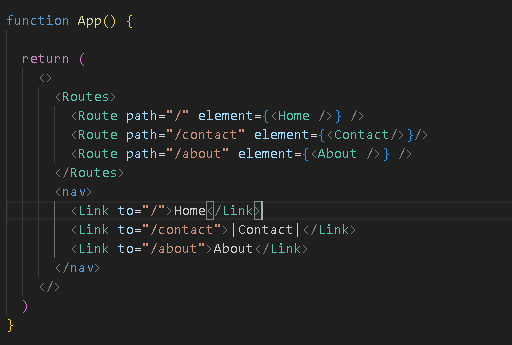 function App() {
return (
<>
<Routes>
<Route path="/" element={<Home />} />
<Route path="/contact" element={<Contact/>}/>
<Route path="/about" element={<About />} />
</Routes>
<nav>
<Link to="/">Home</Link>
<Link to="/contact">|Contact|</Link>
<Link to="/about">About</Link>
</nav>
</>
)
}